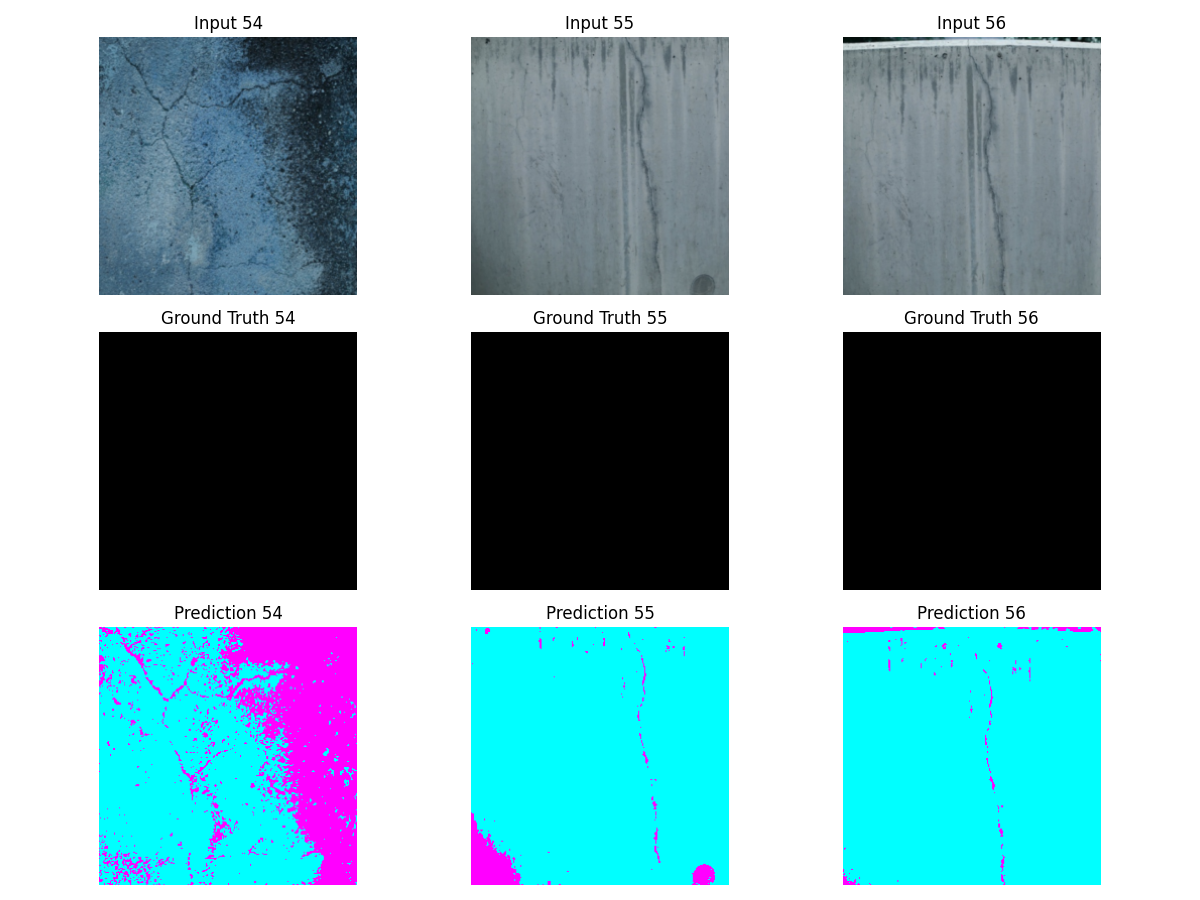 Input 54
Input 55
Input 56
Ground Truth 54
Ground Truth 55
Ground Truth 56
Prediction 54
Prediction 55
Prediction 56